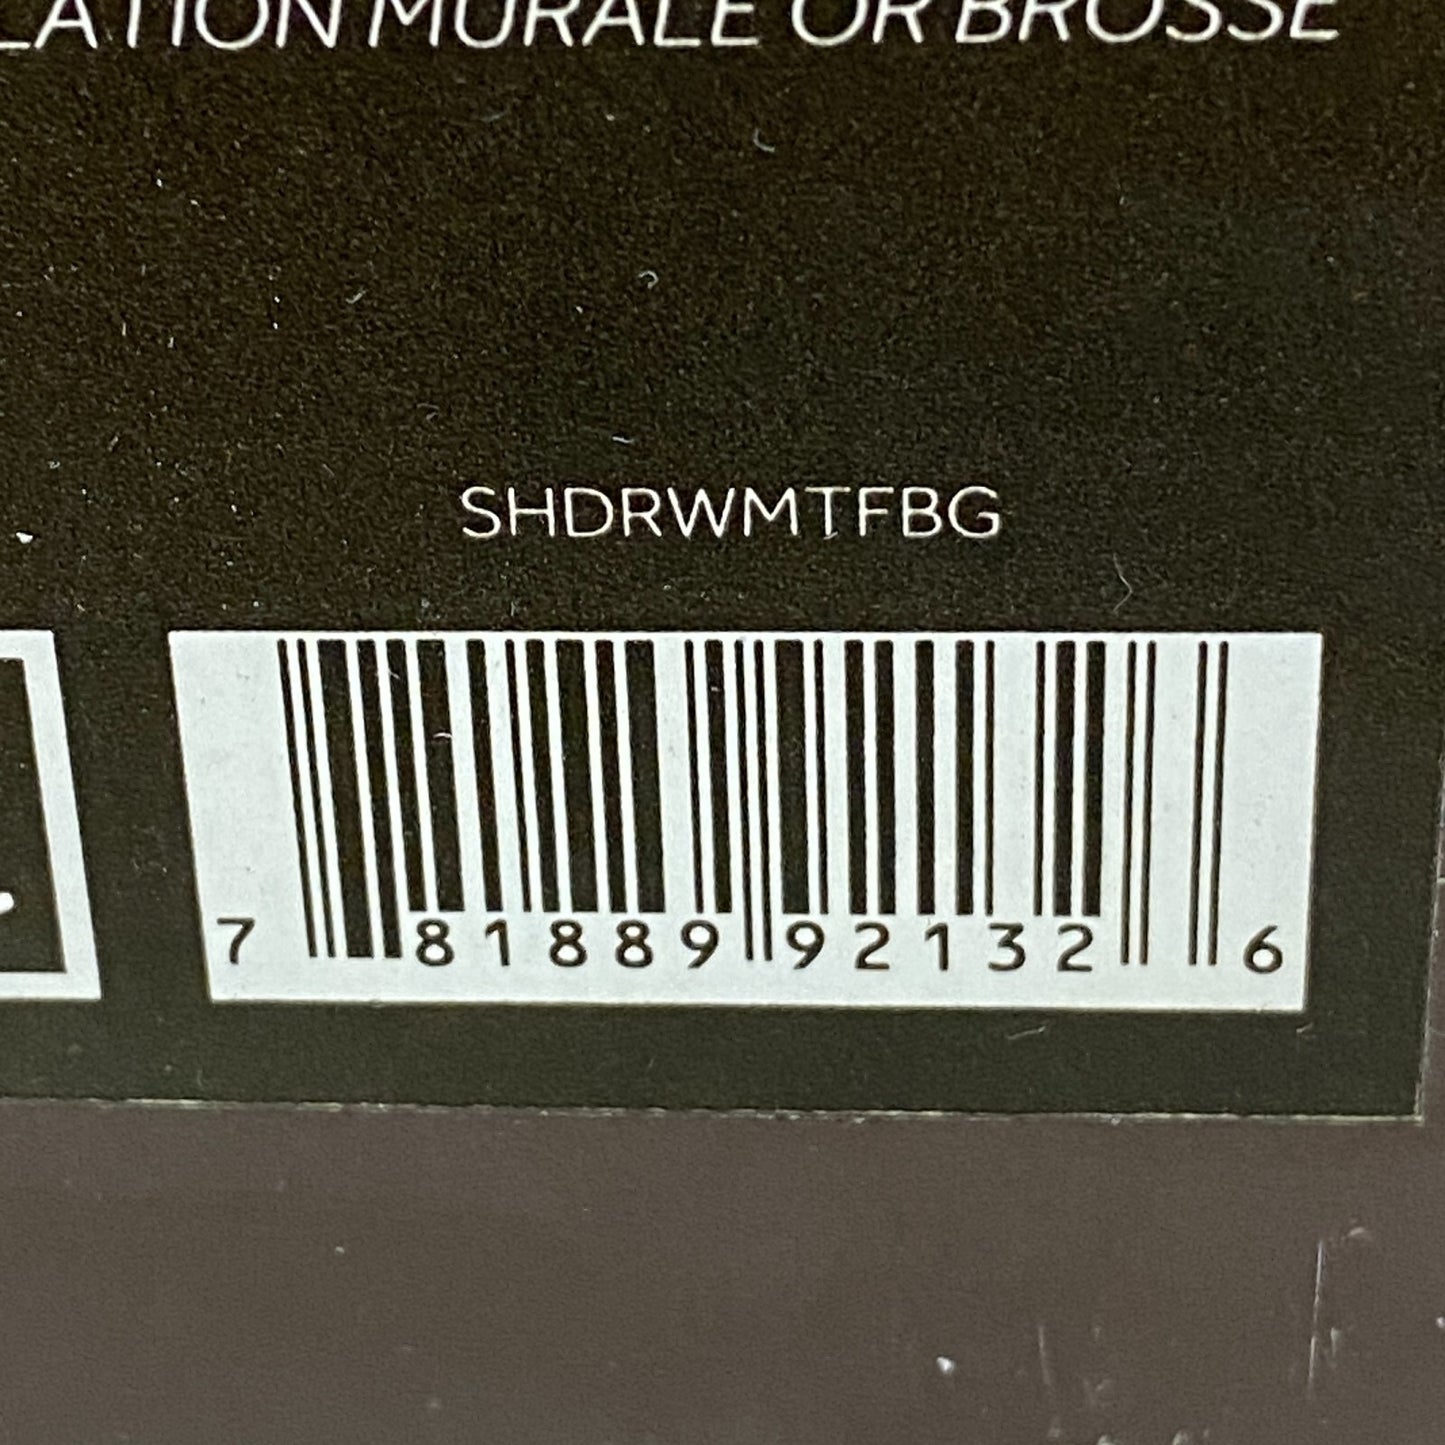 LATION MURALE OR BROSSE
SHDRWMTFBG
7 81889 92132 6